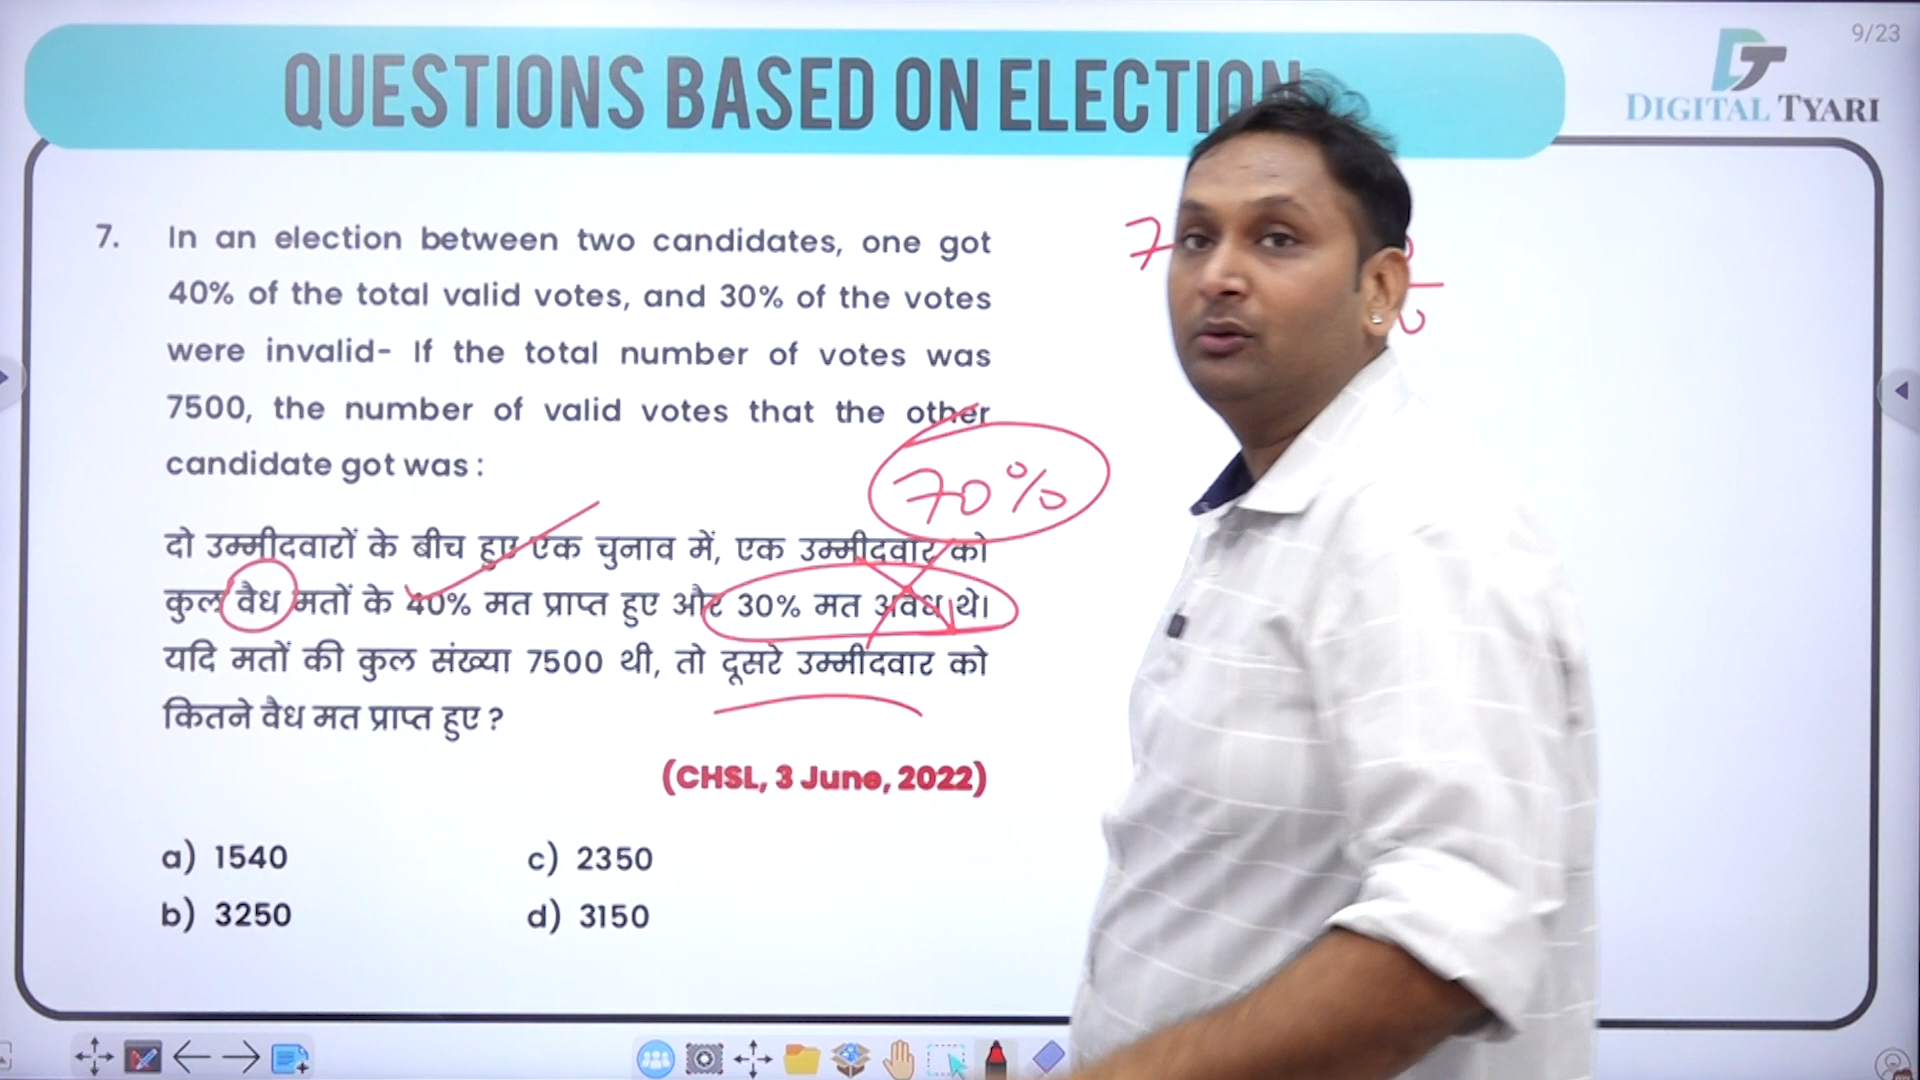 9/23
QUESTIONS BASED ON ELECTION
DIGITAL TYARI
7. In an election between two candidates, one got
40% of the total valid votes, and 30% of the votes
were invalid- If the total number of votes was
7500, the number of valid votes that the other
candidate got was :
70%
दो उम्मीदवारों के बीच हुए एक चुनाव में, एक उम्मीदवार को
कुल वैध मतों के 40% मत प्राप्त हुए और 30% मत अवैध थे।
यदि मतों की कुल संख्या 7500 थी, तो दूसरे उम्मीदवार को
कितने वैध मत प्राप्त हुए ?
(CHSL, 3 June, 2022)
a) 1540 c) 2350
b) 3250 d) 3150
7